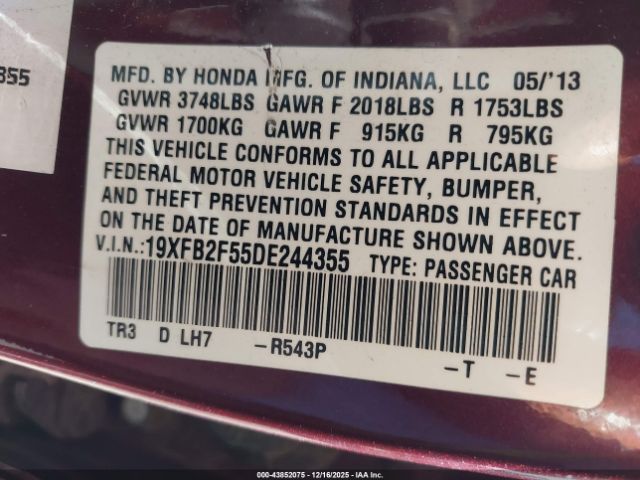 355
MFD. BY HONDA MFG. OF INDIANA, LLC 05/'13
GVWR 3748LBS GAWR F 2018LBS R 1753LBS
GVWR 1700KG GAWR F 915KG R 795KG
THIS VEHICLE CONFORMS TO ALL APPLICABLE
FEDERAL MOTOR VEHICLE SAFETY, BUMPER,
AND THEFT PREVENTION STANDARDS IN EFFECT
ON THE DATE OF MANUFACTURE SHOWN ABOVE.
V.I.N.:19XFB2F55DE244355 TYPE: PASSENGER CAR
TR3 D LH7 –R543P –T –E
000-43852075 - 12/16/2025 - IAA Inc.